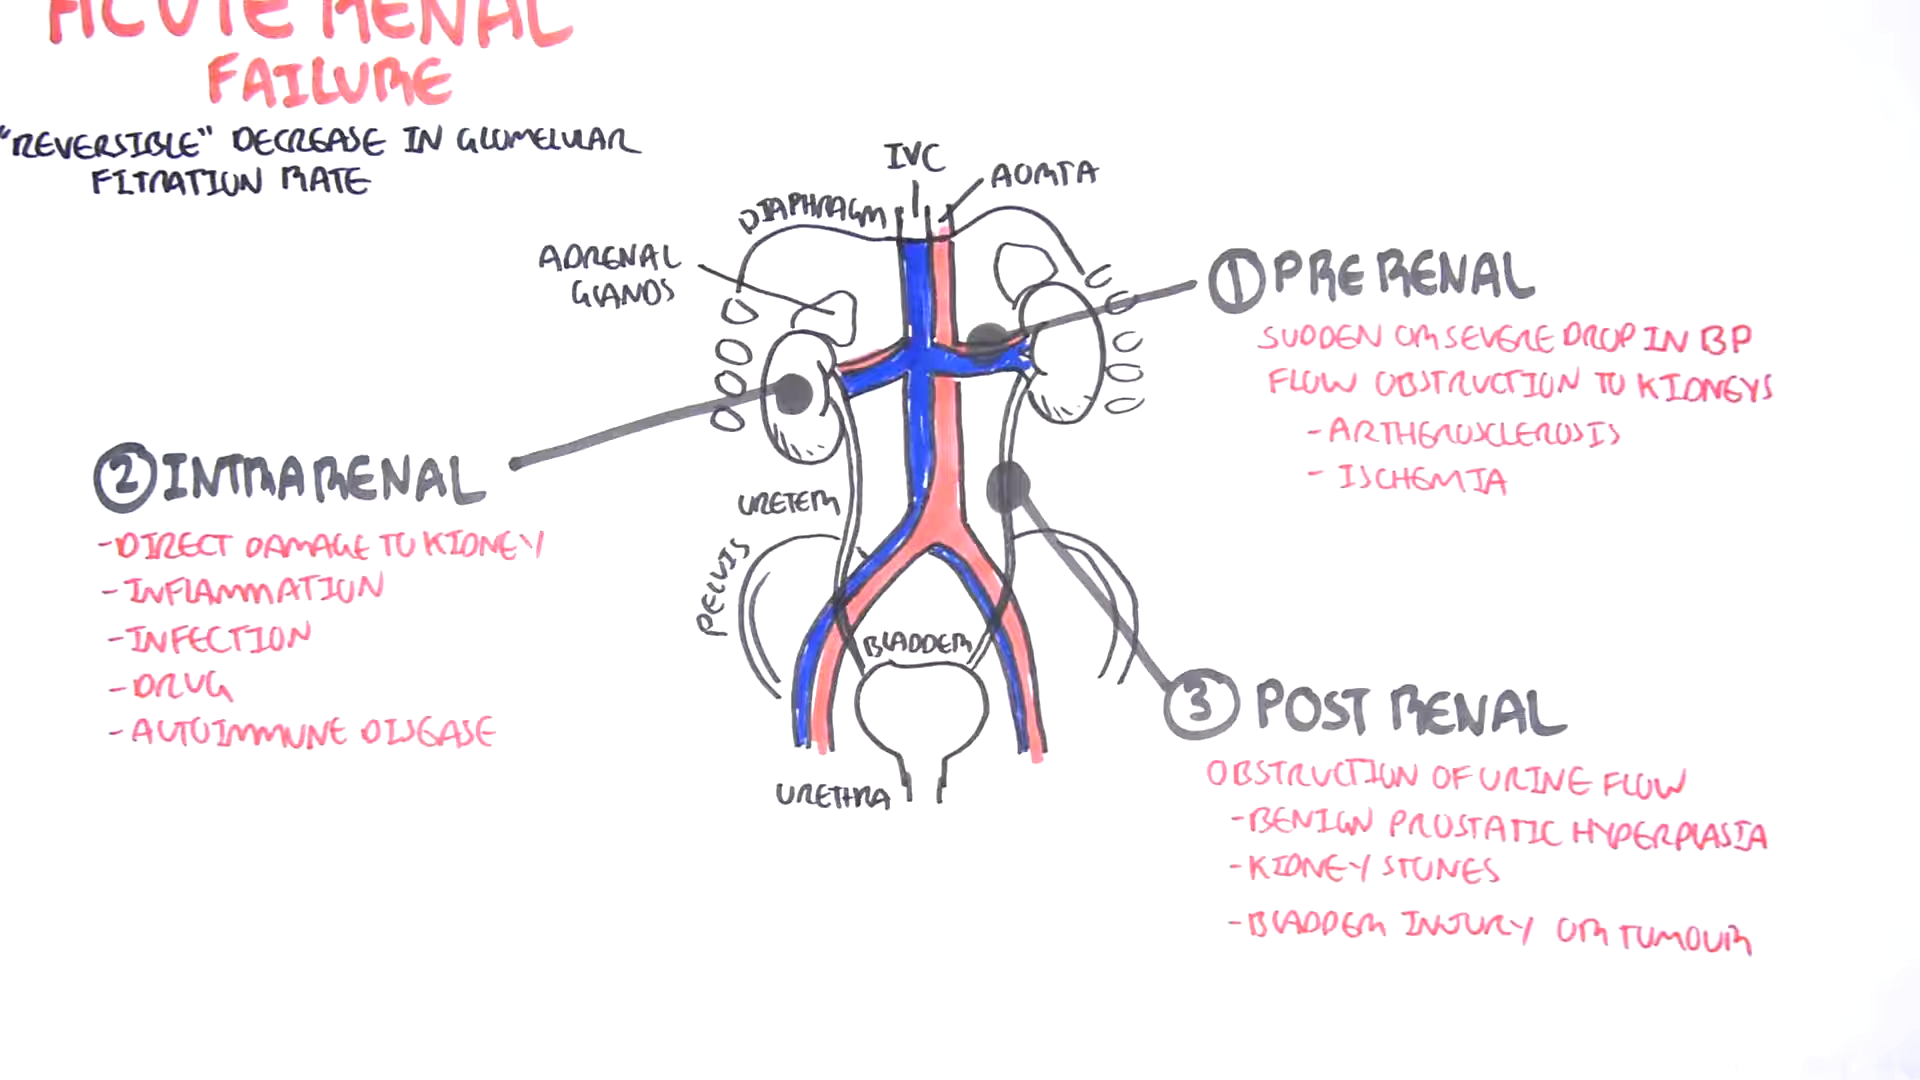 ACUTE RENAL
FAILURE
"REVERSIBLE" DECREASE IN GLOMELULAR
FITRATION RATE
IVC
AORTA
DIAPHRAGM
ADRENAL
GLANDS
① PRE RENAL
SUDDEN OR SEVERE DROP IN BP
FLOW OBSTRUCTION TO KIDNEYS
- ARTHEROSCLEROSIS
- ISCHEMIA
② INTRARENAL
- DIRECT DAMAGE TO KIDNEY
- INFLAMMATION
- INFECTION
- DRUG
- AUTOIMMUNE DISEASE
URETER
PELVIS
BLADDER
URETHRA
③ POST RENAL
OBSTRUCTION OF URINE FLOW
- BENIGN PROSTATIC HYPERPLASIA
- KIDNEY STONES
- BLADDER INJURY OR TUMOUR